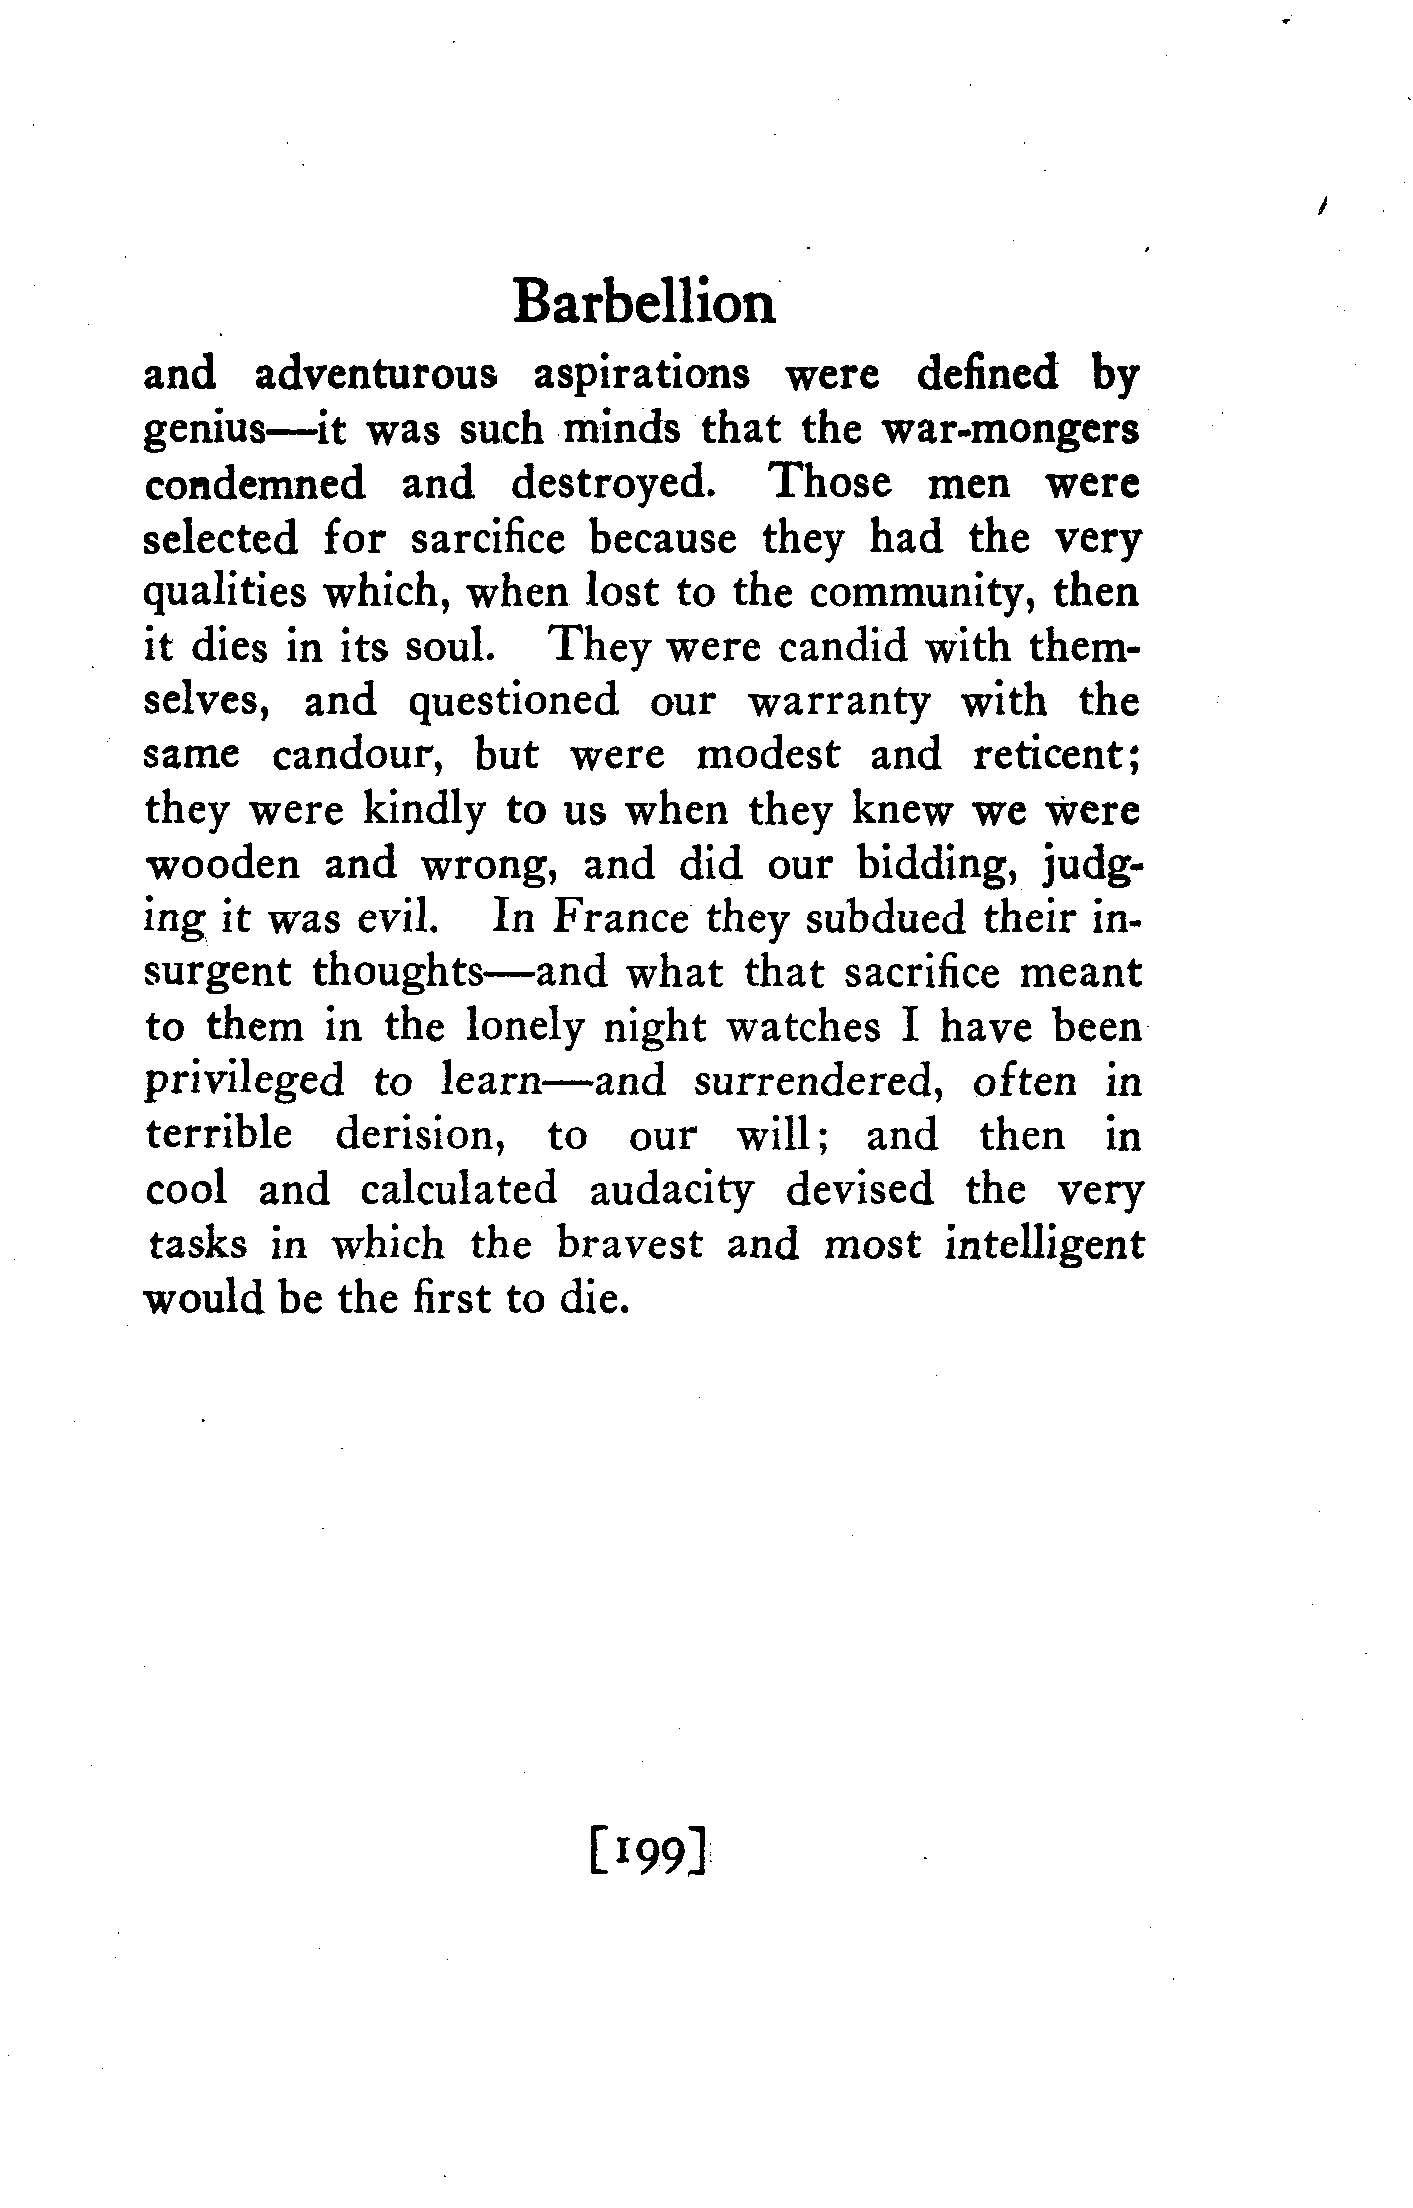 Barbellion
and adventurous aspirations were defined by
genius—it was such minds that the war-mongers
condemned and destroyed. Those men were
selected for sarcifice because they had the very
qualities which, when lost to the community, then
it dies in its soul. They were candid with them-
selves, and questioned our warranty with the
same candour, but were modest and reticent;
they were kindly to us when they knew we were
wooden and wrong, and did our bidding, judg-
ing it was evil. In France they subdued their in-
surgent thoughts—and what that sacrifice meant
to them in the lonely night watches I have been
privileged to learn—and surrendered, often in
terrible derision, to our will; and then in
cool and calculated audacity devised the very
tasks in which the bravest and most intelligent
would be the first to die.
[199]